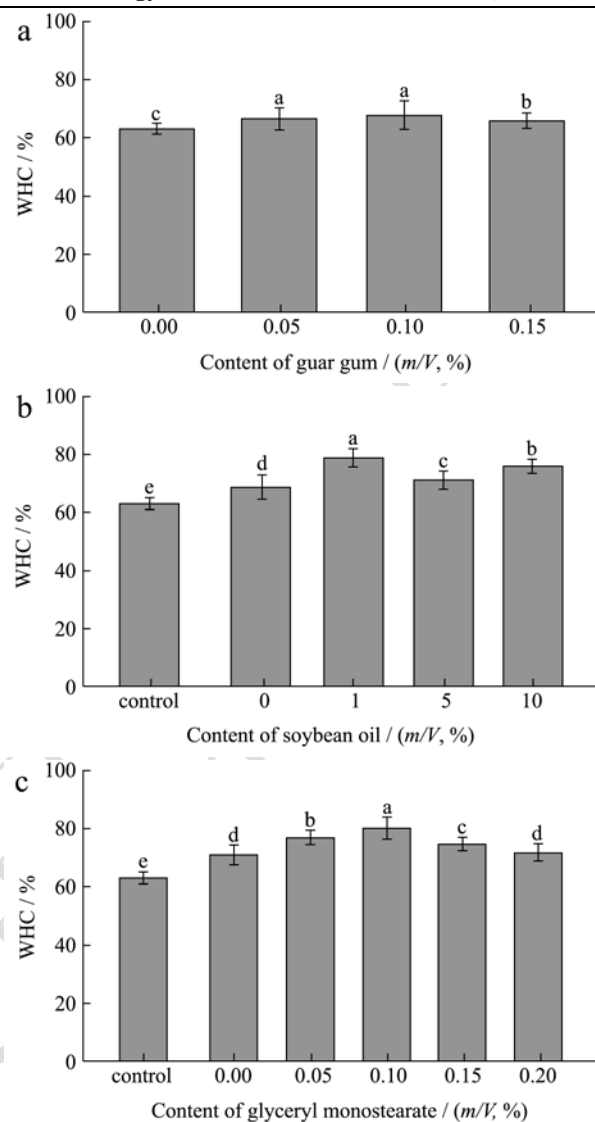 a
100
80
60
40
20
0
WHC / %
c a a b
0.00 0.05 0.10 0.15
Content of guar gum / (m/V, %)
b
100
80
60
40
20
0
WHC / %
e d a c b
control 0 1 5 10
Content of soybean oil / (m/V, %)
c
100
80
60
40
20
0
WHC / %
e d b a c d
control 0.00 0.05 0.10 0.15 0.20
Content of glyceryl monostearate / (m/V, %)